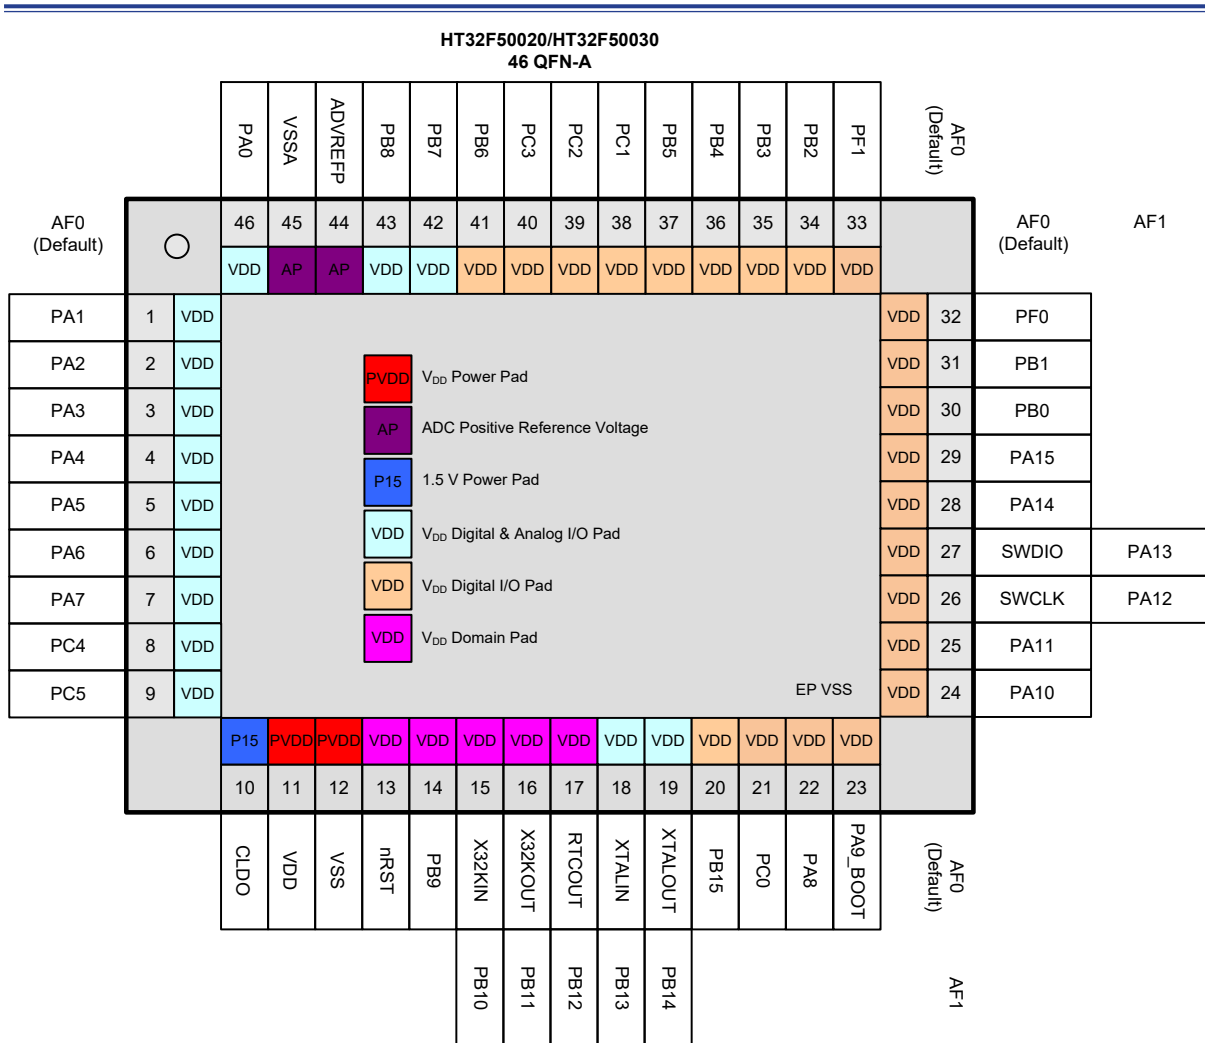 HT32F50020/HT32F50030
46 QFN-A
PA0 VSSA ADVREFP PB8 PB7 PB6 PC3 PC2 PC1 PB5 PB4 PB3 PB2 PF1
AF0
(Default)
AF0
(Default)
46 45 44 43 42 41 40 39 38 37 36 35 34 33
AF0
(Default)
AF1
VDD AP AP VDD VDD VDD VDD VDD VDD VDD VDD VDD VDD VDD
PA1 1 VDD
VDD 32 PF0
PA2 2 VDD
VDD 31 PB1
PA3 3 VDD
VDD 30 PB0
PA4 4 VDD
VDD 29 PA15
PA5 5 VDD
VDD 28 PA14
PA6 6 VDD
VDD 27 SWDIO PA13
PA7 7 VDD
VDD 26 SWCLK PA12
PC4 8 VDD
VDD 25 PA11
PC5 9 VDD
VDD 24 PA10
PVDD VDD Power Pad
AP ADC Positive Reference Voltage
P15 1.5 V Power Pad
VDD VDD Digital & Analog I/O Pad
VDD VDD Digital I/O Pad
VDD VDD Domain Pad
EP VSS
P15 PVDD PVDD VDD VDD VDD VDD VDD VDD VDD VDD VDD VDD VDD
10 11 12 13 14 15 16 17 18 19 20 21 22 23
CLDO VDD VSS nRST PB9 X32KIN X32KOUT RTCOUT XTALIN XTALOUT PB15 PC0 PA8 PA9_BOOT
AF0
(Default)
PB10 PB11 PB12 PB13 PB14
AF1